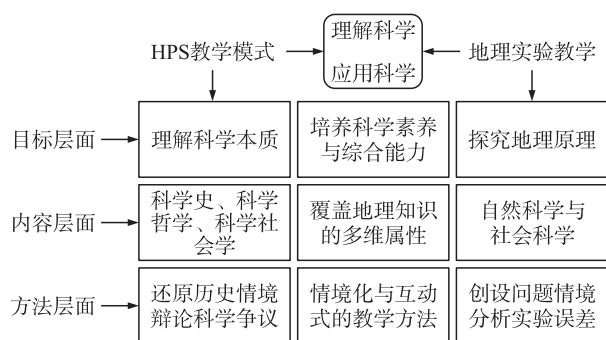 理解科学
HPS教学模式
地理实验教学
应用科学
目标层面
理解科学本质
培养科学素养
与综合能力
探究地理原理
内容层面
科学史、科学
哲学、科学社
会学
覆盖地理知识
的多维属性
自然科学与
社会科学
方法层面
还原历史情境
辩论科学争议
情境化与互动
式的教学方法
创设问题情境
分析实验误差